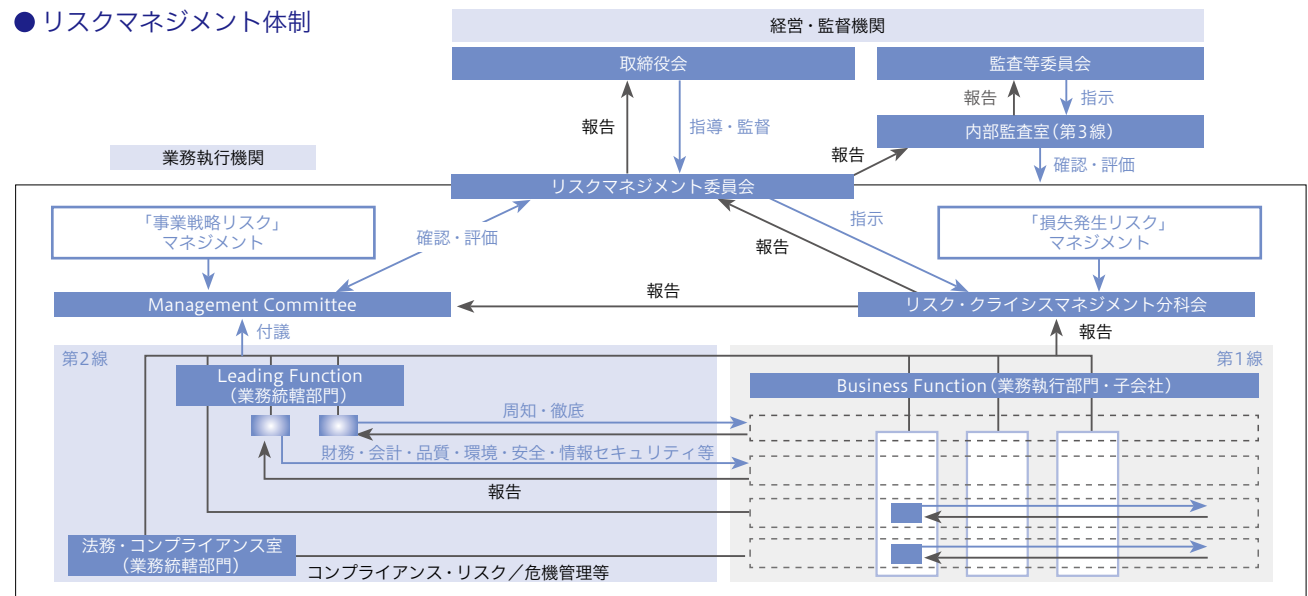 ● リスクマネジメント体制
経営・監督機関
取締役会
監査等委員会
報告
指示
報告
指導・監督
内部監査室（第3線）
報告
確認・評価
業務執行機関
リスクマネジメント委員会
「事業戦略リスク」
マネジメント
確認・評価
報告
指示
「損失発生リスク」
マネジメント
Management Committee
報告
リスク・クライシスマネジメント分科会
付議
報告
第2線
第1線
Leading Function
（業務統轄部門）
Business Function（業務執行部門・子会社）
周知・徹底
財務・会計・品質・環境・安全・情報セキュリティ等
報告
法務・コンプライアンス室
（業務統轄部門）
コンプライアンス・リスク／危機管理等